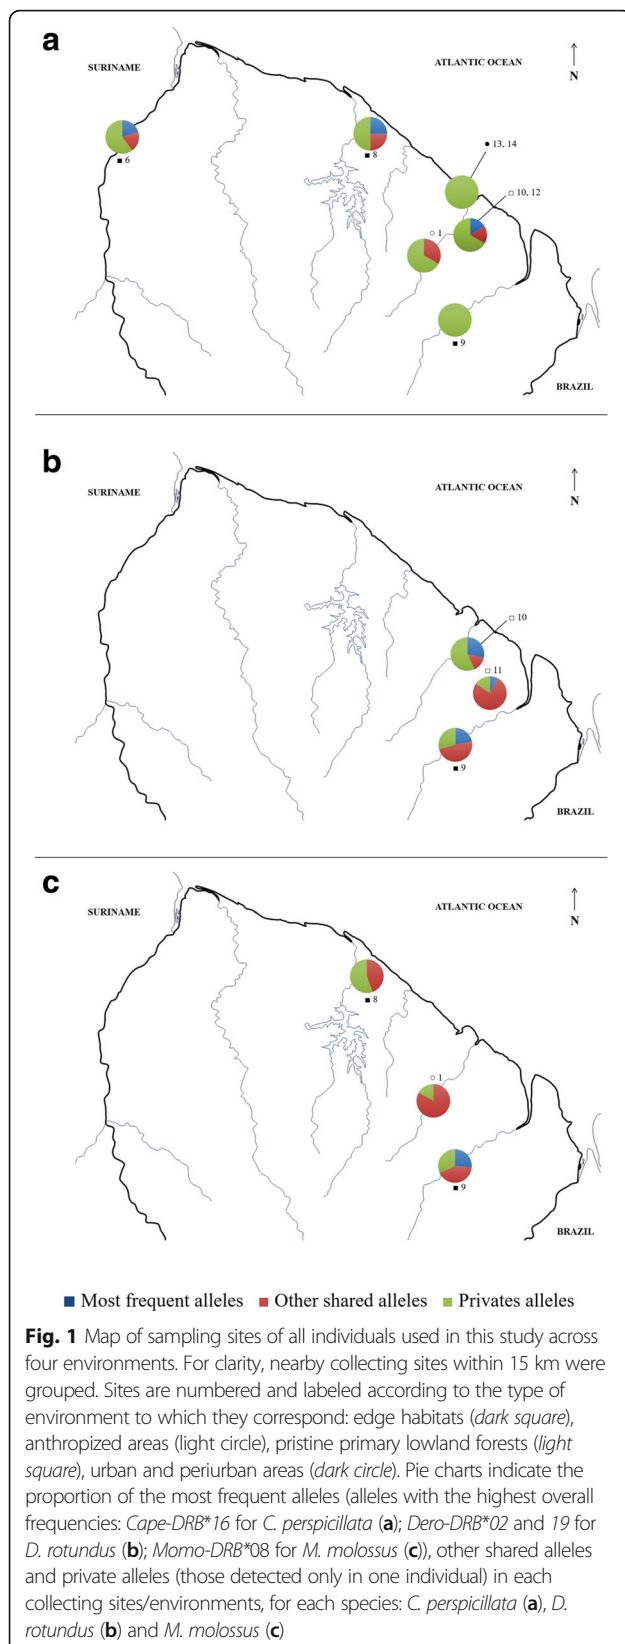 a
SURINAME
ATLANTIC OCEAN
N
■ 6
■ 8
● 13, 14
□ 10, 12
○ 1
■ 9
BRAZIL
b
SURINAME
ATLANTIC OCEAN
N
□ 10
□ 11
■ 9
BRAZIL
c
SURINAME
ATLANTIC OCEAN
N
■ 8
○ 1
■ 9
BRAZIL
■ Most frequent alleles ■ Other shared alleles ■ Privates alleles
Fig. 1 Map of sampling sites of all individuals used in this study across
four environments. For clarity, nearby collecting sites within 15 km were
grouped. Sites are numbered and labeled according to the type of
environment to which they correspond: edge habitats (dark square),
anthropized areas (light circle), pristine primary lowland forests (light
square), urban and periurban areas (dark circle). Pie charts indicate the
proportion of the most frequent alleles (alleles with the highest overall
frequencies: Cape-DRB*16 for C. perspicillata (a); Dero-DRB*02 and 19 for
D. rotundus (b); Momo-DRB*08 for M. molossus (c)), other shared alleles
and private alleles (those detected only in one individual) in each
collecting sites/environments, for each species: C. perspicillata (a), D.
rotundus (b) and M. molossus (c)